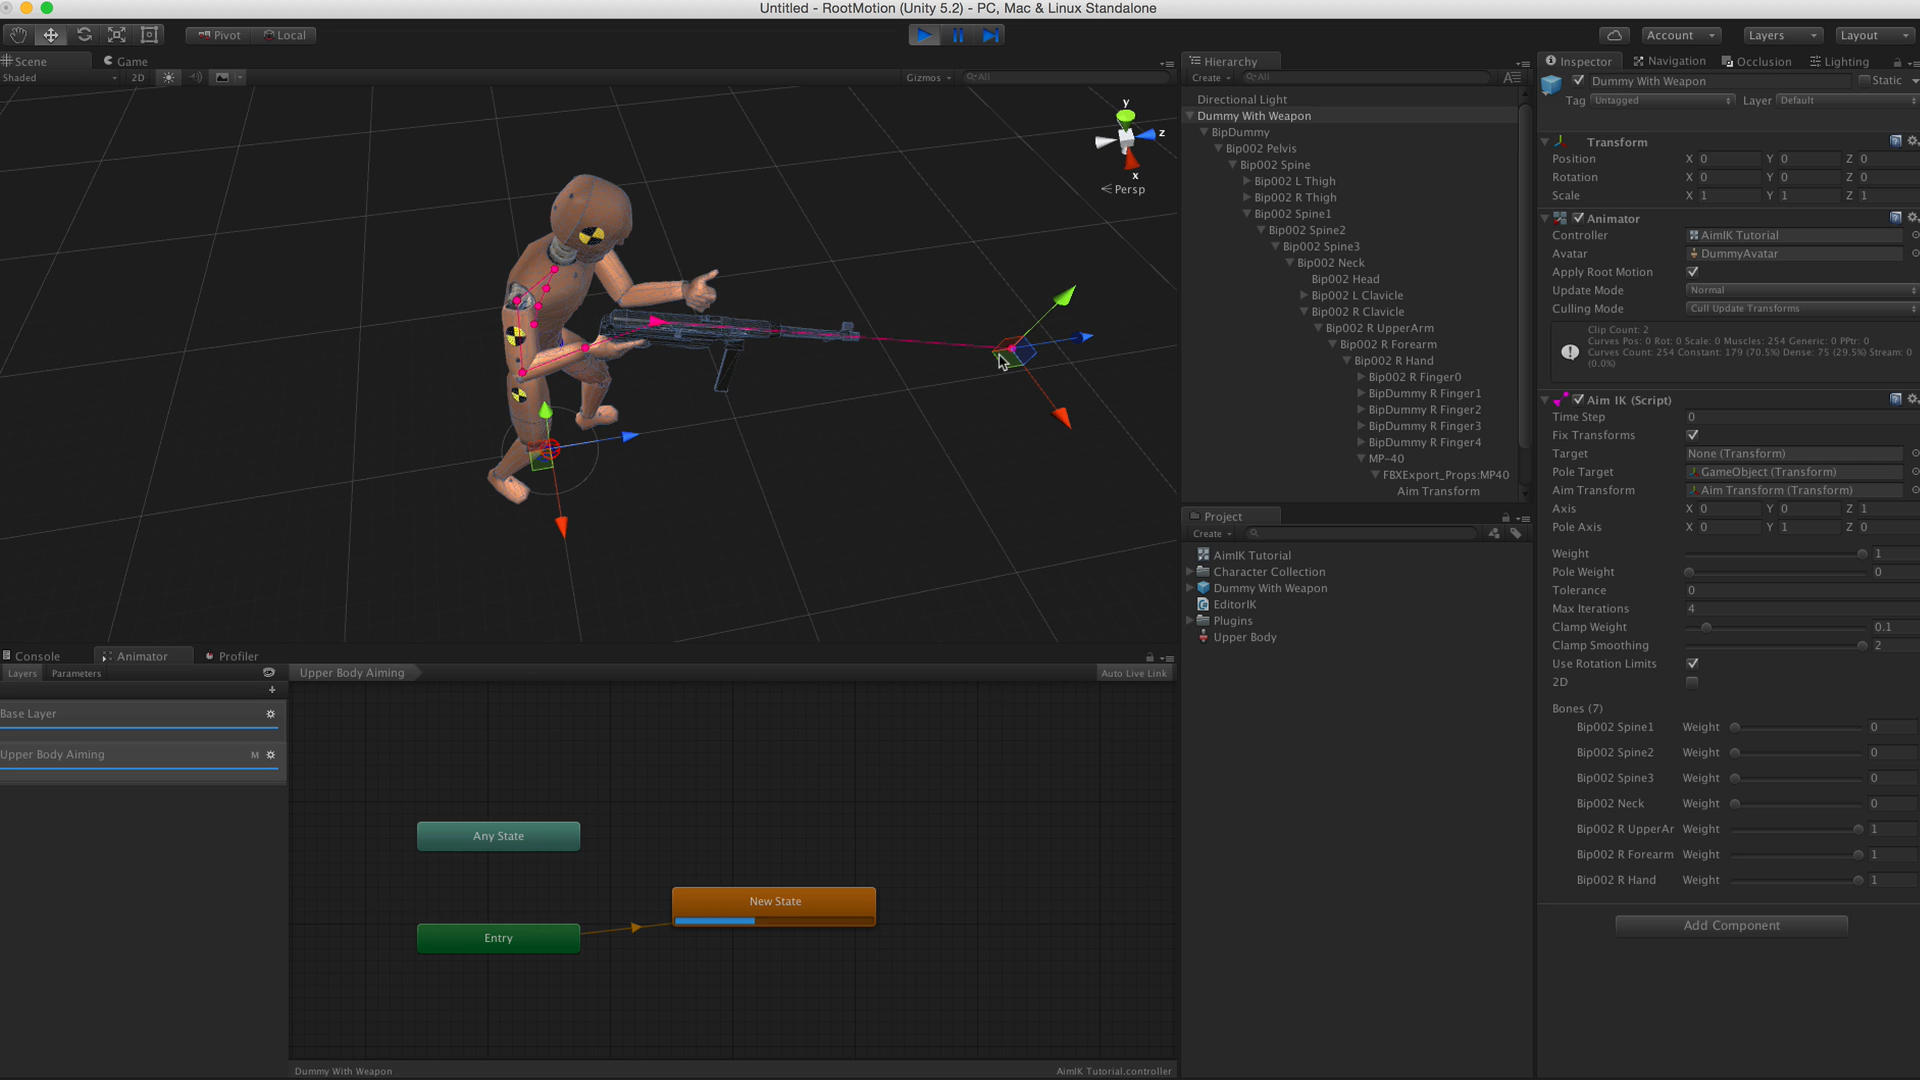 Untitled - RootMotion (Unity 5.2) - PC, Mac & Linux Standalone
Pivot Local
Account Layers Layout
Scene Game
Shaded 2D Gizmos All
y
z
x
Persp
Console Animator Profiler
Layers Parameters
Upper Body Aiming Auto Live Link
Base Layer
Upper Body Aiming M
Any State
Entry
New State
Dummy With Weapon AimIK Tutorial.controller
Hierarchy
Create All
Directional Light
Dummy With Weapon
BipDummy
Bip002 Pelvis
Bip002 Spine
Bip002 L Thigh
Bip002 R Thigh
Bip002 Spine1
Bip002 Spine2
Bip002 Spine3
Bip002 Neck
Bip002 Head
Bip002 L Clavicle
Bip002 R Clavicle
Bip002 R UpperArm
Bip002 R Forearm
Bip002 R Hand
Bip002 R Finger0
BipDummy R Finger1
BipDummy R Finger2
BipDummy R Finger3
BipDummy R Finger4
MP-40
FBXExport_Props:MP40
Aim Transform
Project
Create
AimIK Tutorial
Character Collection
Dummy With Weapon
EditorIK
Plugins
Upper Body
Inspector Navigation Occlusion Lighting
Dummy With Weapon Static
Tag Untagged Layer Default
Transform
Position X 0 Y 0 Z 0
Rotation X 0 Y 0 Z 0
Scale X 1 Y 1 Z 1
Animator
Controller AimIK Tutorial
Avatar DummyAvatar
Apply Root Motion
Update Mode Normal
Culling Mode Cull Update Transforms
Clip Count: 2
Curves Pos: 0 Rot: 0 Scale: 0 Muscles: 254 Generic: 0 PPtr: 0
Curves Count: 254 Constant: 179 (70.5%) Dense: 75 (29.5%) Stream: 0
(0.0%)
Aim IK (Script)
Time Step 0
Fix Transforms
Target None (Transform)
Pole Target GameObject (Transform)
Aim Transform Aim Transform (Transform)
Axis X 0 Y 0 Z 1
Pole Axis X 0 Y 1 Z 0
Weight 1
Pole Weight 0
Tolerance 0
Max Iterations 4
Clamp Weight 0.1
Clamp Smoothing 2
Use Rotation Limits
2D
Bones (7)
Bip002 Spine1 Weight 0
Bip002 Spine2 Weight 0
Bip002 Spine3 Weight 0
Bip002 Neck Weight 0
Bip002 R UpperAr Weight 1
Bip002 R Forearm Weight 1
Bip002 R Hand Weight 1
Add Component